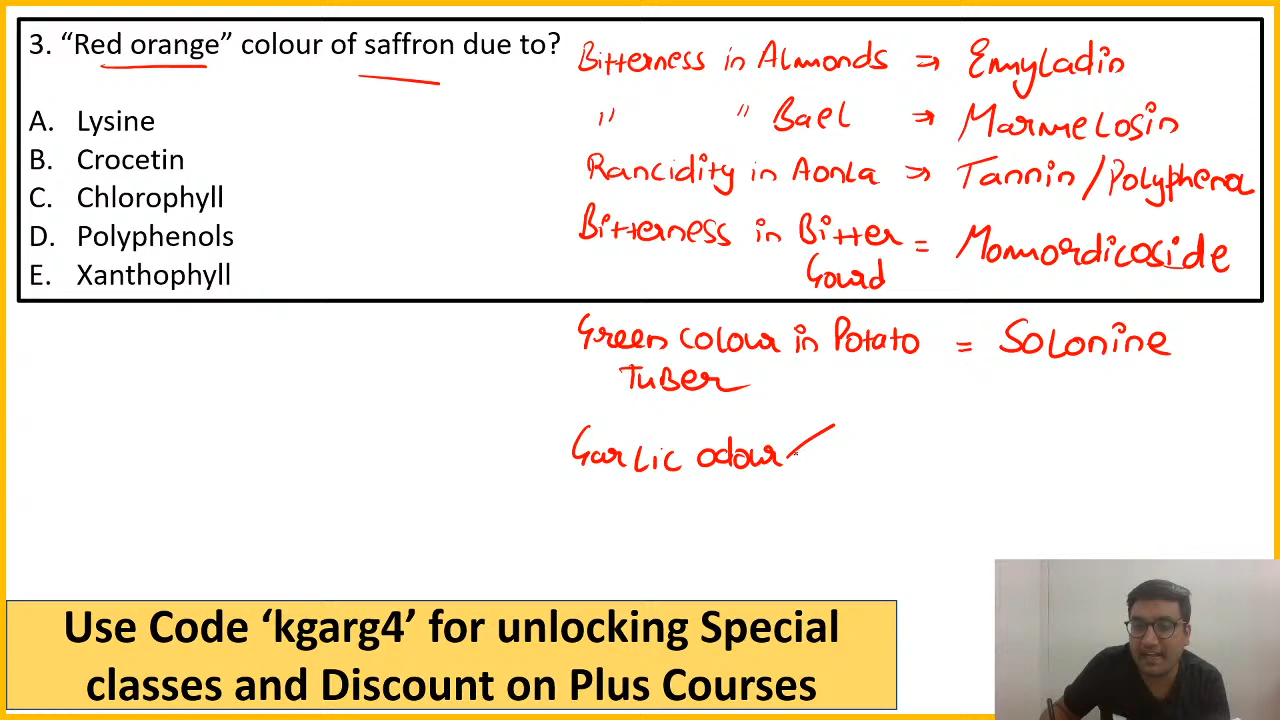 3. “Red orange” colour of saffron due to?
A. Lysine
B. Crocetin
C. Chlorophyll
D. Polyphenols
E. Xanthophyll
Bitterness in Almonds ⇒ Emyladin
" " Bael → Marmelosin
Rancidity in Aonla → Tannin/Polyphenol
Bitterness in Bitter Gourd = Momordicoside
Green colour in Potato = Solonine
Tuber
Garlic odour
Use Code ‘kgarg4’ for unlocking Special
classes and Discount on Plus Courses